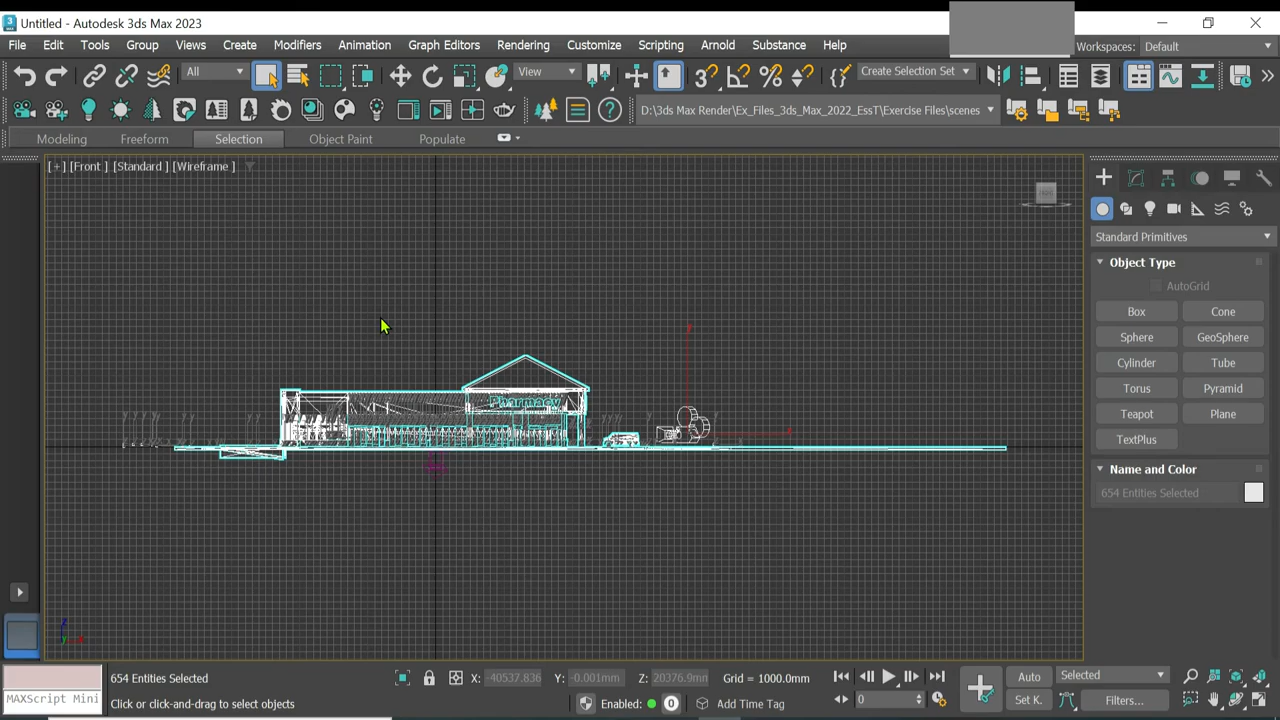 Untitled - Autodesk 3ds Max 2023
File Edit Tools Group Views Create Modifiers Animation Graph Editors Rendering Customize Scripting Arnold Substance Help Workspaces: Default
All View Create Selection Set
D:\3ds Max Render\Ex_Files_3ds_Max_2022_EssT\Exercise Files\scenes
Modeling Freeform Selection Object Paint Populate
[+] [Front ] [Standard ] [Wireframe ]
Standard Primitives
Object Type
AutoGrid
Box Cone
Sphere GeoSphere
Cylinder Tube
Torus Pyramid
Teapot Plane
TextPlus
Name and Color
654 Entities Selected
Pharmacy
654 Entities Selected X: -40537.836 Y: -0.001mm Z: 20376.9mm Grid = 1000.0mm Auto Selected
MAXScript Mini Click or click-and-drag to select objects Enabled: 0 Add Time Tag 0 Set K. Filters...